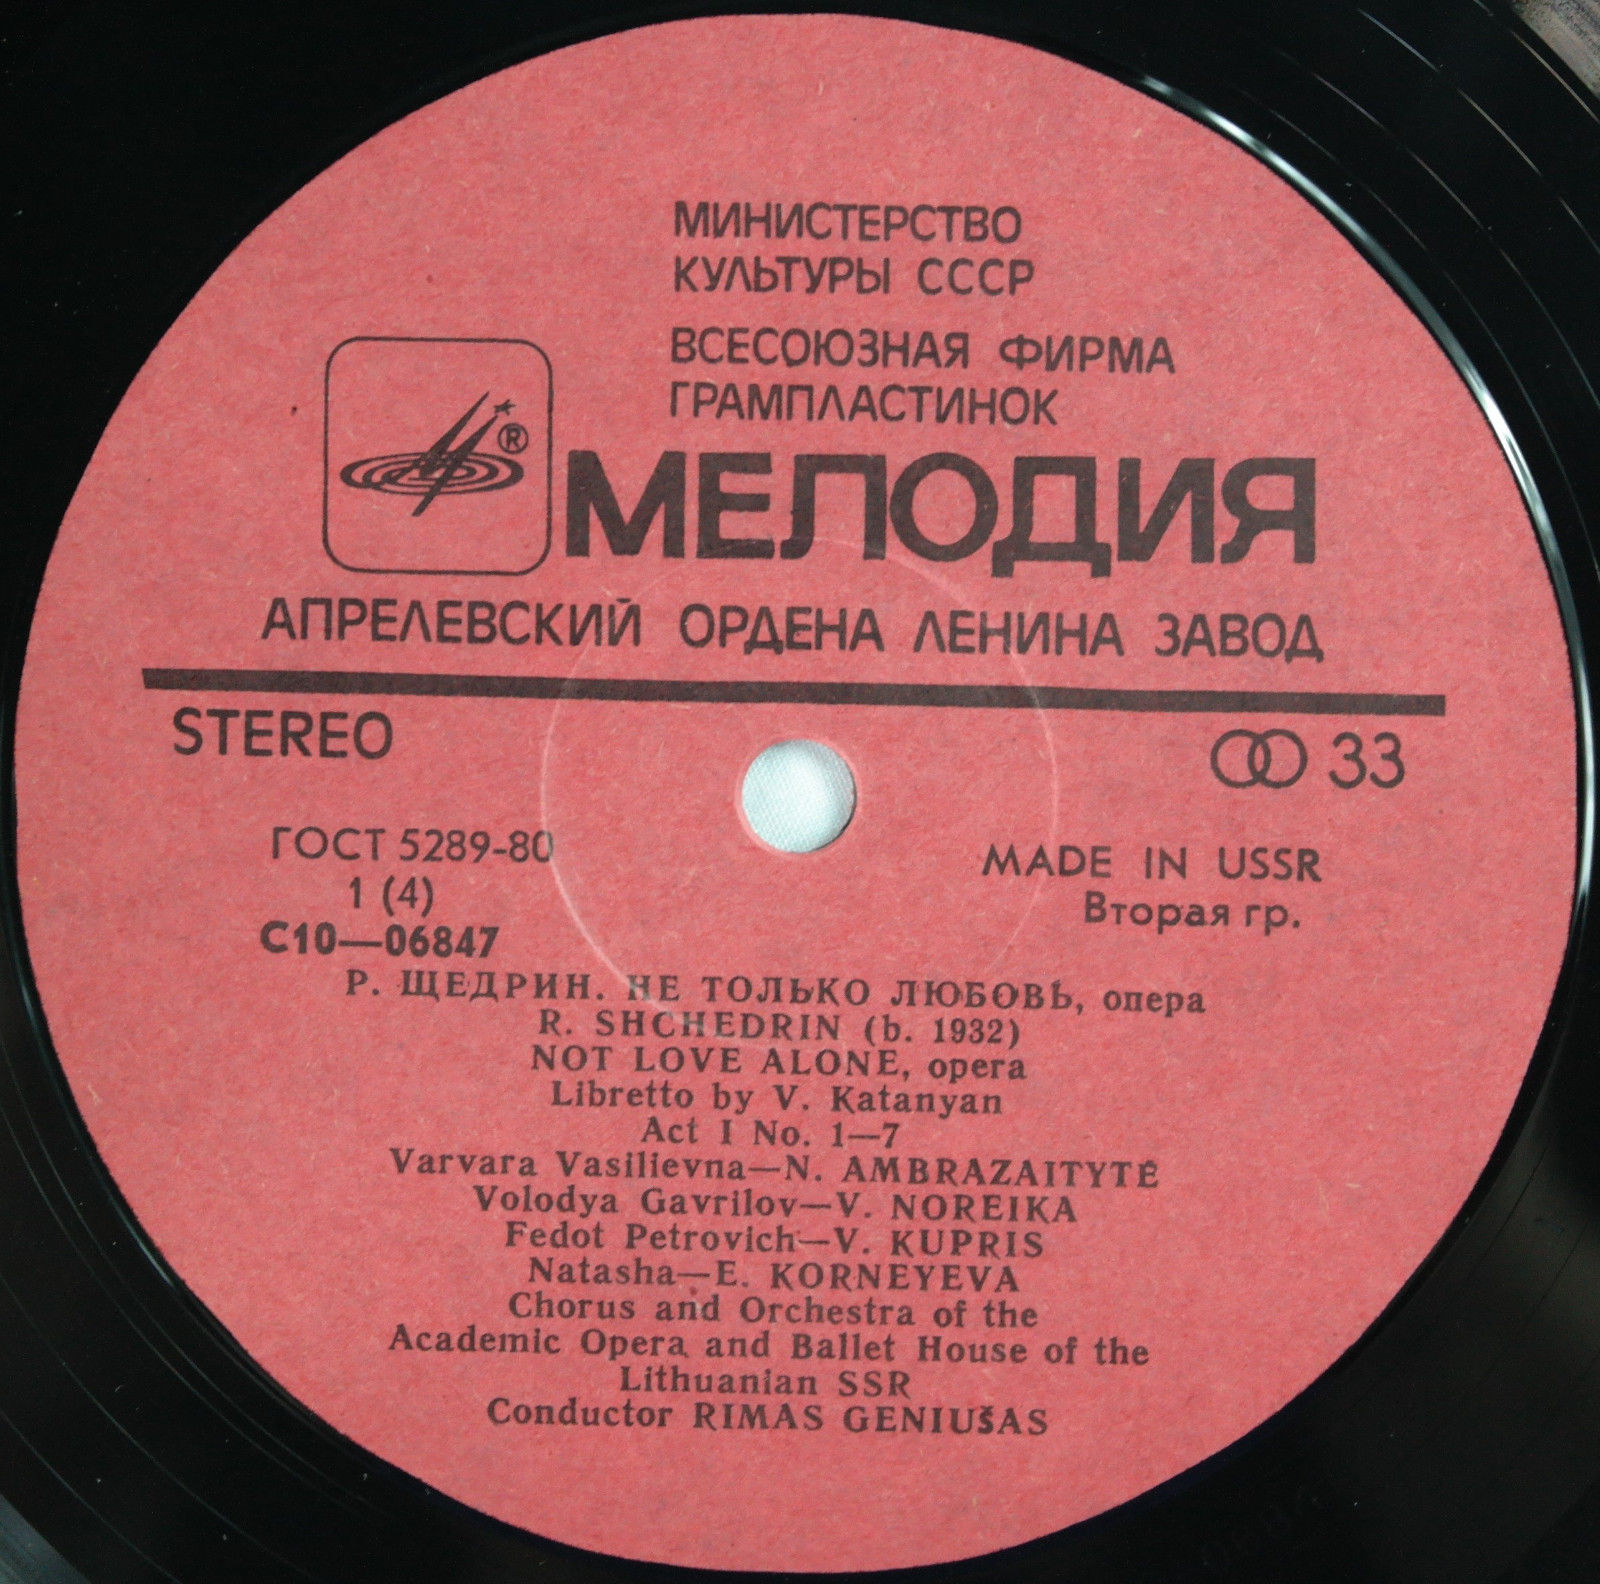 МИНИСТЕРСТВО
КУЛЬТУРЫ СССР
ВСЕСОЮЗНАЯ ФИРМА
ГРАМПЛАСТИНОК
®
МЕЛОДИЯ
АПРЕЛЕВСКИЙ ОРДЕНА ЛЕНИНА ЗАВОД
STEREO
33
ГОСТ 5289-80
1 (4)
С10—06847
MADE IN USSR
Вторая гр.
Р. ЩЕДРИН. НЕ ТОЛЬКО ЛЮБОВЬ, опера
R. SHCHEDRIN (b. 1932)
NOT LOVE ALONE, opera
Libretto by V. Katanyan
Act I No. 1—7
Varvara Vasilievna—N. AMBRAZAITYTĖ
Volodya Gavrilov—V. NOREIKA
Fedot Petrovich—V. KUPRIS
Natasha—E. KORNEYEVA
Chorus and Orchestra of the
Academic Opera and Ballet House of the
Lithuanian SSR
Conductor RIMAS GENIUŠAS